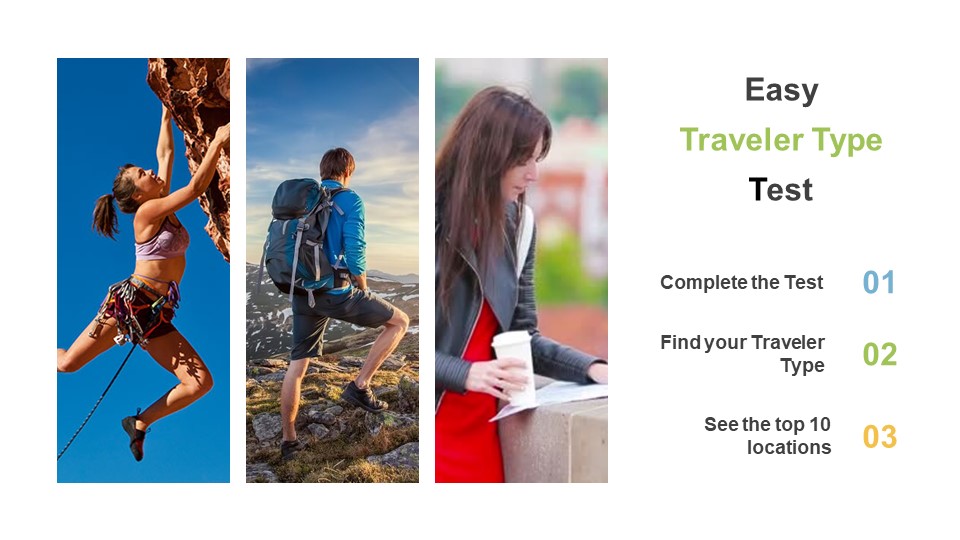 Easy
Traveler Type
Test
Complete the Test 01
Find your Traveler
Type 02
See the top 10
locations 03